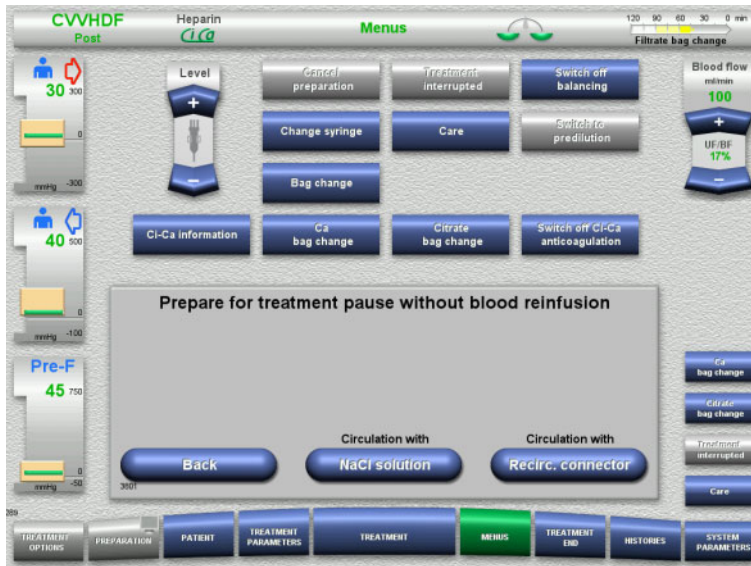 CVVHDF
Post
Heparin
Ci Ca
Menus
120 90 60 30 0 min
Filtrate bag change
30 300
0
mmHg -300
Level
+
−
Cancel
preparation
Treatment
interrupted
Switch off
balancing
Change syringe
Care
Switch to
predilution
Bag change
Blood flow
ml/min
100
+
UF/BF
17%
−
40 500
0
mmHg -100
Ci-Ca information
Ca
bag change
Citrate
bag change
Switch off Ci-Ca
anticoagulation
Prepare for treatment pause without blood reinfusion
Pre-F
45 750
0
mmHg -50
Circulation with
Circulation with
Back
NaCl solution
Recirc. connector
3601
Ca
bag change
Citrate
bag change
Treatment
interrupted
Care
289
TREATMENT
OPTIONS
PREPARATION
PATIENT
TREATMENT
PARAMETERS
TREATMENT
MENUS
TREATMENT
END
HISTORIES
SYSTEM
PARAMETERS